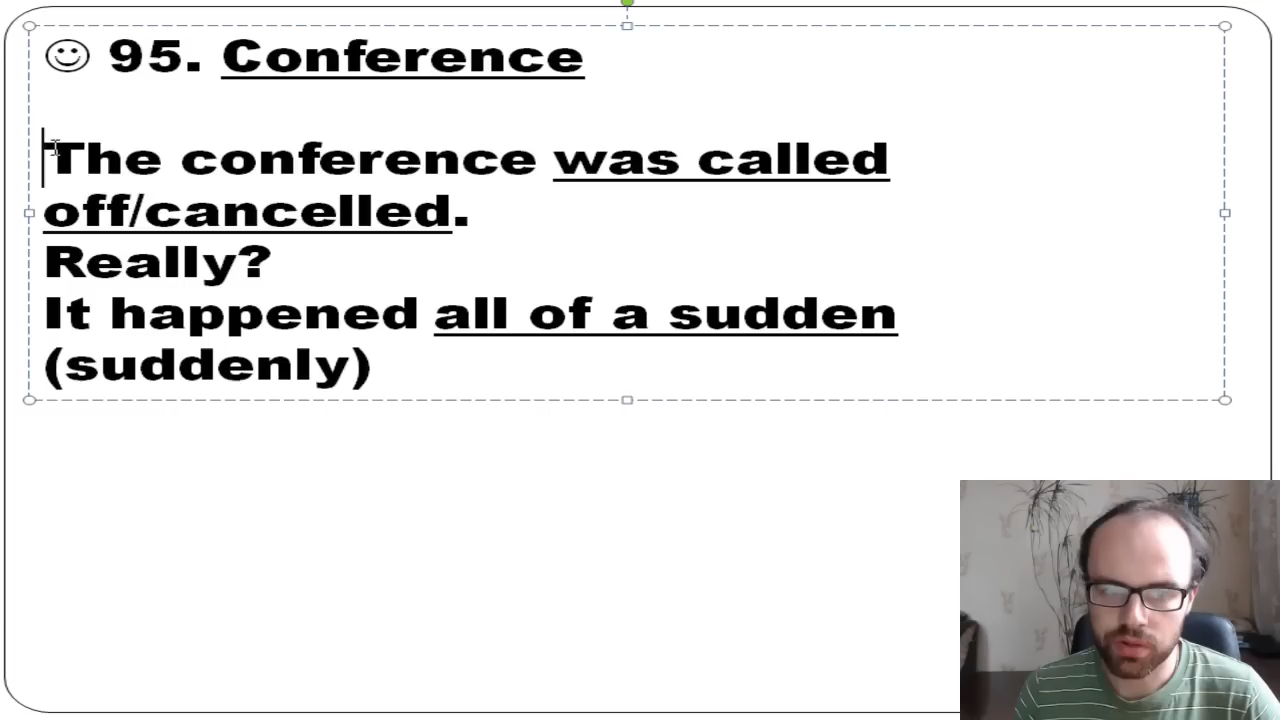 ☺ 95. Conference
The conference was called
off/cancelled.
Really?
It happened all of a sudden
(suddenly)